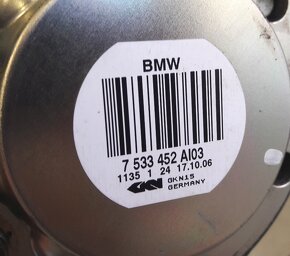 BMW
7 533 452 AI03
1135 1 24 17.10.06
GKN GKN15
GERMANY